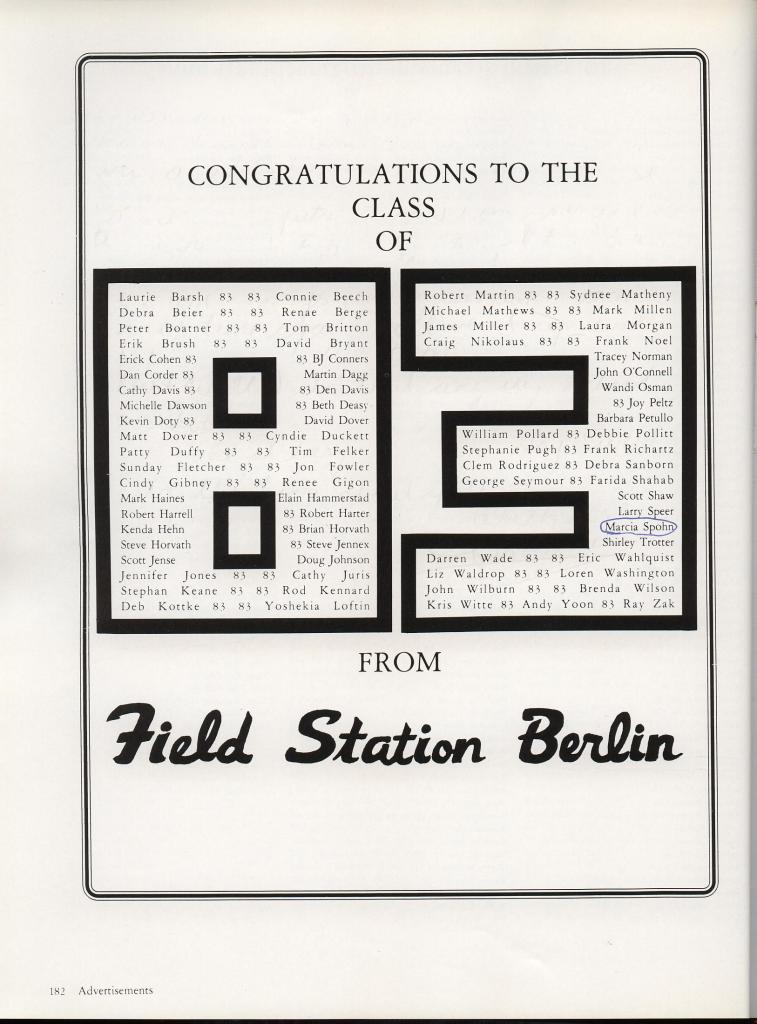 CONGRATULATIONS TO THE
CLASS
OF
Laurie Barsh 83 83 Connie Beech
Debra Beier 83 83 Renae Berge
Peter Boatner 83 83 Tom Britton
Erik Brush 83 83 David Bryant
Erick Cohen 83 83 BJ Conners
Dan Corder 83 Martin Dagg
Cathy Davis 83 83 Den Davis
Michelle Dawson 83 Beth Deasy
Kevin Doty 83 David Dover
Matt Dover 83 83 Cyndie Duckett
Patty Duffy 83 83 Tim Felker
Sunday Fletcher 83 83 Jon Fowler
Cindy Gibney 83 83 Renee Gigon
Mark Haines Elain Hammerstad
Robert Harrell 83 Robert Harter
Kenda Hehn 83 Brian Horvath
Steve Horvath 83 Steve Jennex
Scott Jense Doug Johnson
Jennifer Jones 83 83 Cathy Juris
Stephan Keane 83 83 Rod Kennard
Deb Kottke 83 83 Yoshekia Loftin
Robert Martin 83 83 Sydnee Matheny
Michael Mathews 83 83 Mark Millen
James Miller 83 83 Laura Morgan
Craig Nikolaus 83 83 Frank Noel
Tracey Norman
John O'Connell
Wandi Osman
83 Joy Peltz
Barbara Petullo
William Pollard 83 Debbie Pollitt
Stephanie Pugh 83 Frank Richartz
Clem Rodriguez 83 Debra Sanborn
George Seymour 83 Farida Shahab
Scott Shaw
Larry Speer
Marcia Spohn
Shirley Trotter
Darren Wade 83 83 Eric Wahlquist
Liz Waldrop 83 83 Loren Washington
John Wilburn 83 83 Brenda Wilson
Kris Witte 83 Andy Yoon 83 Ray Zak
FROM
Field Station Berlin
182 Advertisements